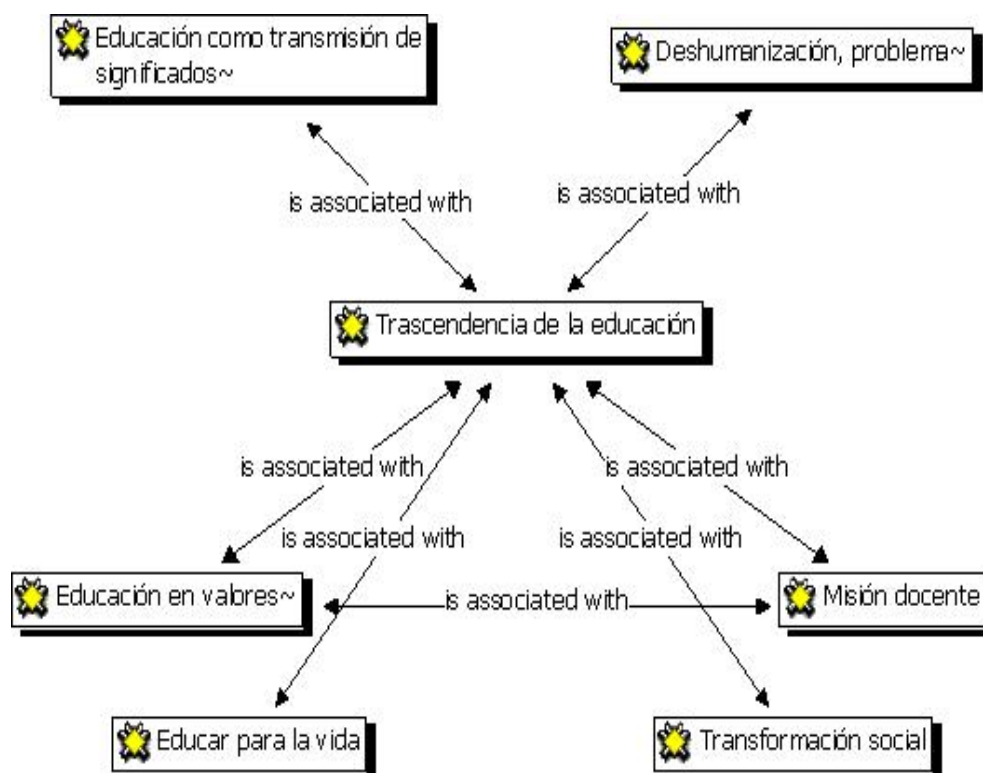 Educación como transmisión de
significados~
Deshumanización, problema~
is associated with
is associated with
Trascendencia de la educación
is associated with
is associated with
is associated with
is associated with
Educación en valores~
is associated with
Misión docente
Educar para la vida
Transformación social